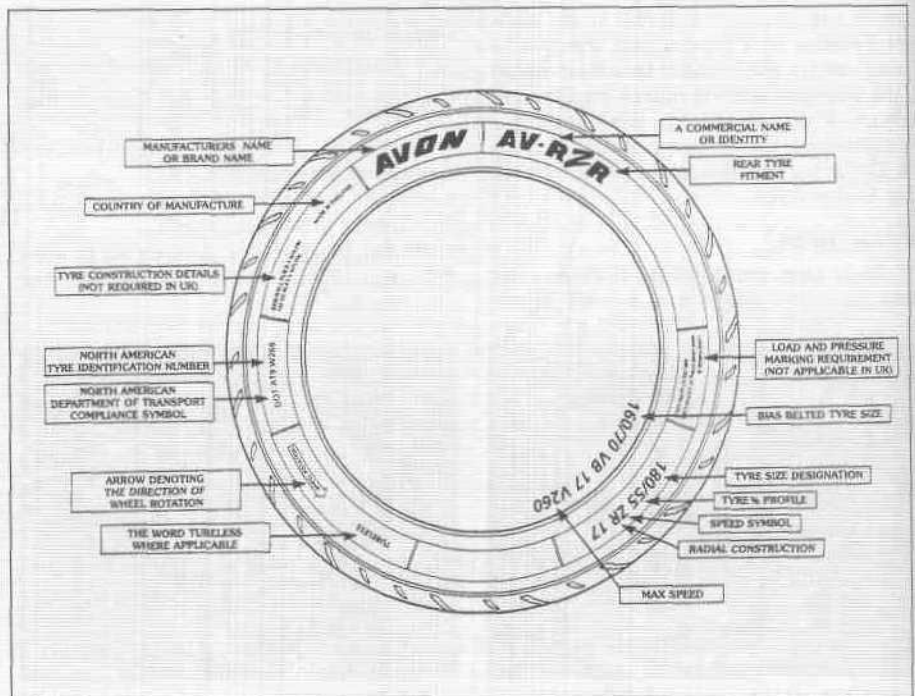 AVON
AV·RZR
MANUFACTURERS NAME
OR BRAND NAME
A COMMERCIAL NAME
OR IDENTITY
REAR TYRE
FITMENT
COUNTRY OF MANUFACTURE
TYRE CONSTRUCTION DETAILS
(NOT REQUIRED IN UK)
NORTH AMERICAN
TYRE IDENTIFICATION NUMBER
DOT AT9 W268
NORTH AMERICAN
DEPARTMENT OF TRANSPORT
COMPLIANCE SYMBOL
LOAD AND PRESSURE
MARKING REQUIREMENT
(NOT APPLICABLE IN UK)
BIAS BELTED TYRE SIZE
160/70 VB 17 V260
TYRE SIZE DESIGNATION
180/55 ZR 17
TYRE % PROFILE
SPEED SYMBOL
RADIAL CONSTRUCTION
ARROW DENOTING
THE DIRECTION OF
WHEEL ROTATION
THE WORD TUBELESS
WHERE APPLICABLE
TUBELESS
MAX SPEED